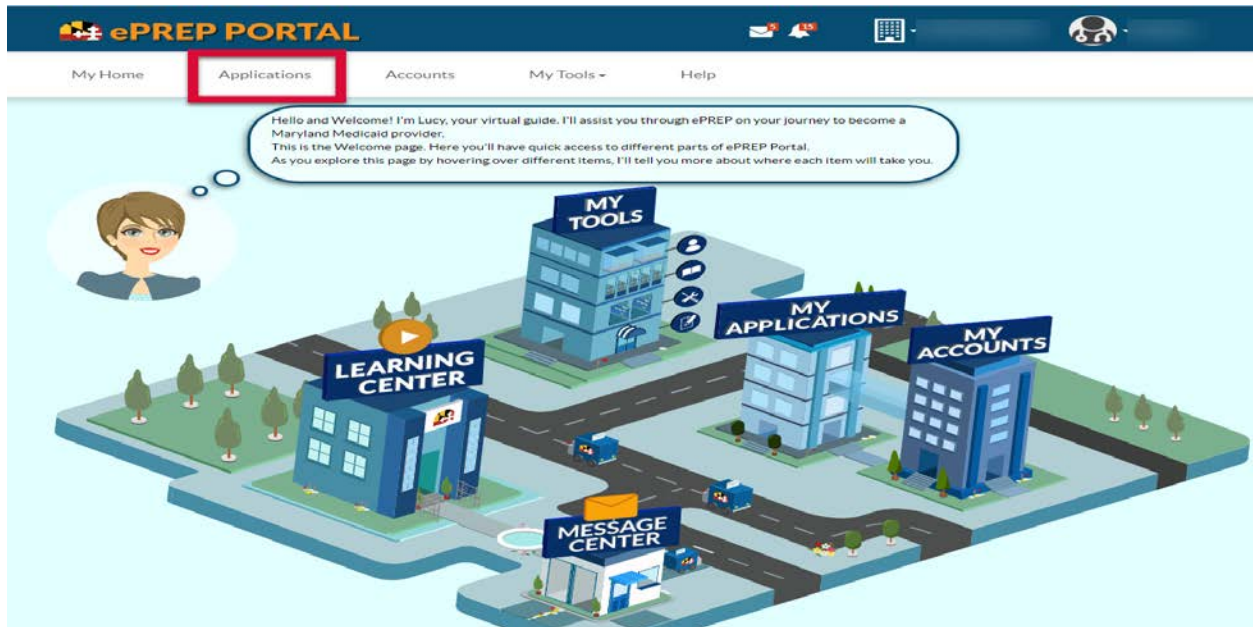 ePREP PORTAL
5
15
My Home
Applications
Accounts
My Tools
Help
Hello and Welcome! I'm Lucy, your virtual guide. I'll assist you through ePREP on your journey to become a
Maryland Medicaid provider.
This is the Welcome page. Here you'll have quick access to different parts of ePREP Portal.
As you explore this page by hovering over different items, I'll tell you more about where each item will take you.
MY
TOOLS
MY
APPLICATIONS
MY
ACCOUNTS
LEARNING
CENTER
MESSAGE
CENTER